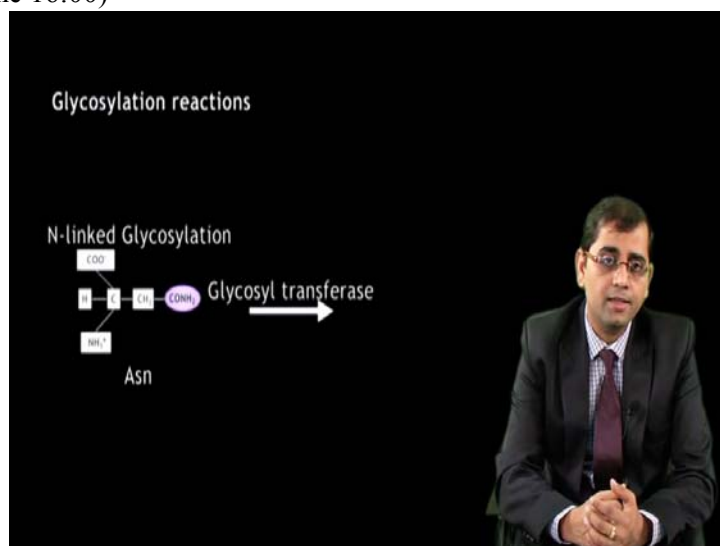 Glycosylation reactions
N-linked Glycosylation
COO⁻
H C CH₂ CONH₂ Glycosyl transferase
NH₃⁺
Asn